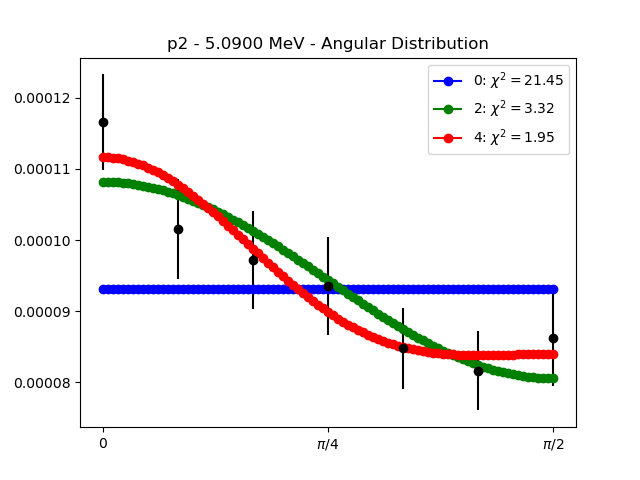 p2 - 5.0900 MeV - Angular Distribution
0: χ² = 21.45
2: χ² = 3.32
4: χ² = 1.95
0.00012
0.00011
0.00010
0.00009
0.00008
0 π/4 π/2